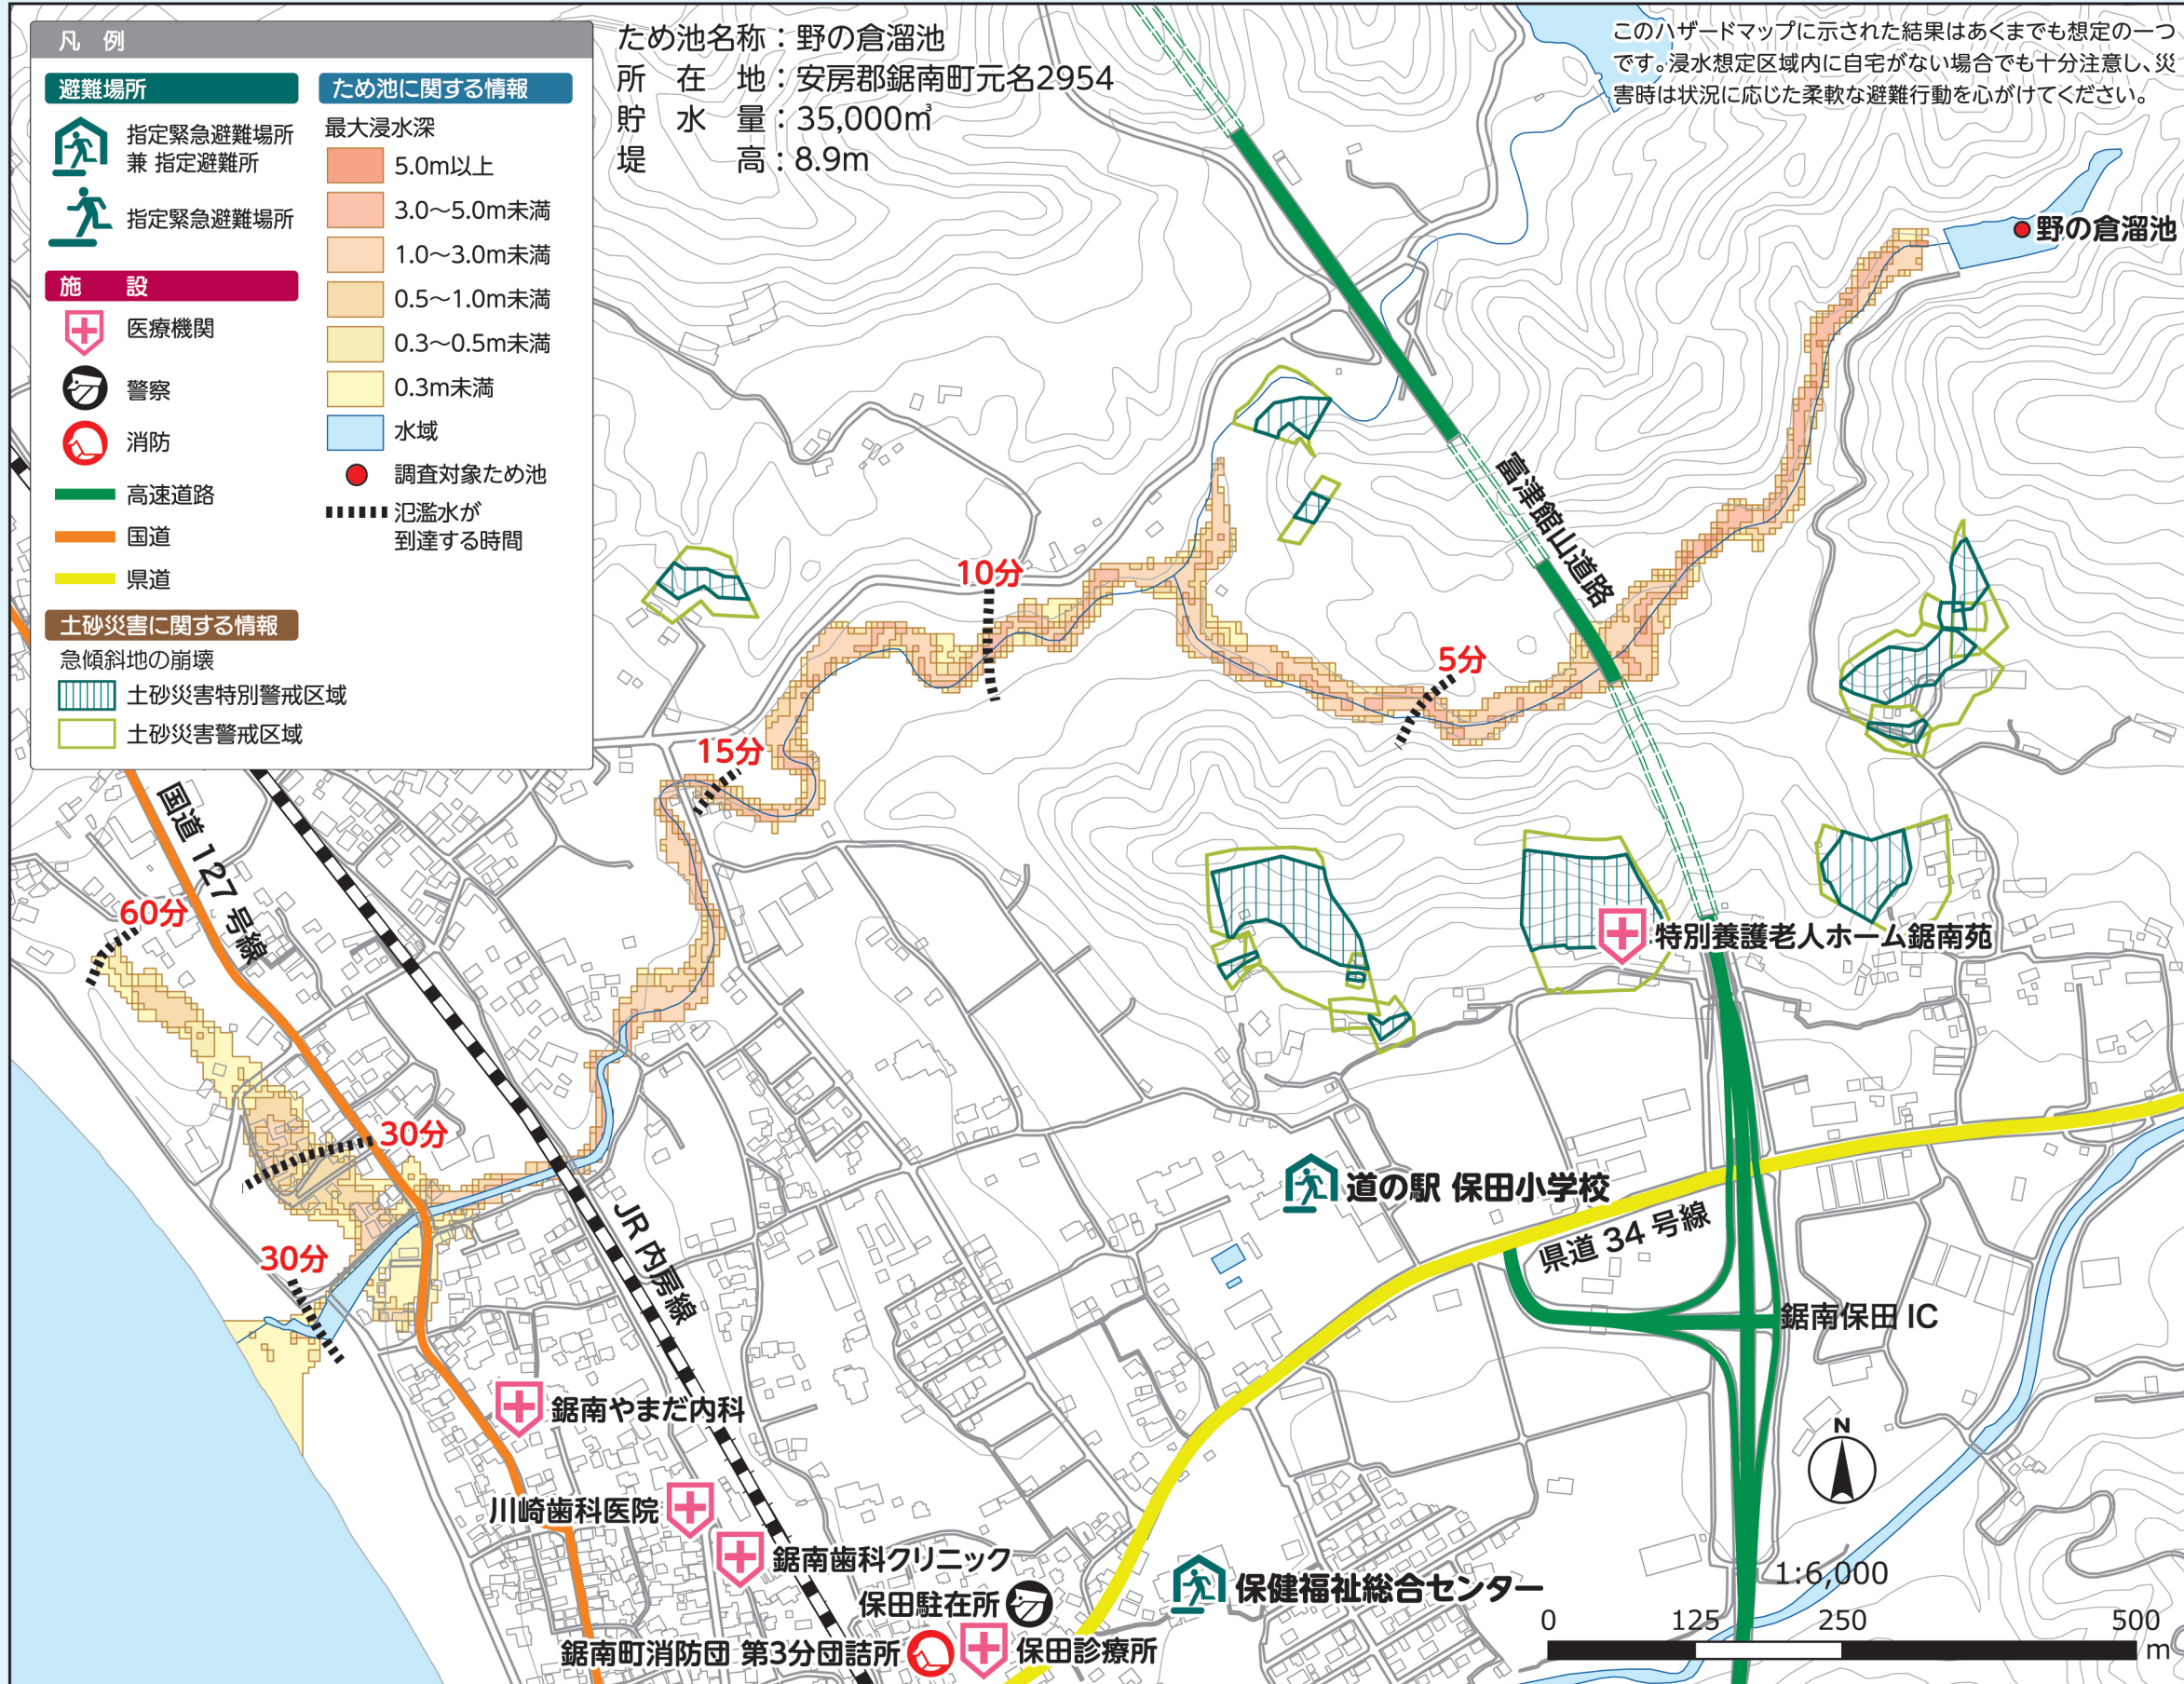 凡　例
避難場所
指定緊急避難場所
兼 指定避難所
指定緊急避難場所
施　　設
医療機関
警察
消防
高速道路
国道
県道
土砂災害に関する情報
急傾斜地の崩壊
土砂災害特別警戒区域
土砂災害警戒区域
ため池に関する情報
最大浸水深
5.0m以上
3.0～5.0m未満
1.0～3.0m未満
0.5～1.0m未満
0.3～0.5m未満
0.3m未満
水域
調査対象ため池
氾濫水が
到達する時間
ため池名称：野の倉溜池
所　在　地：安房郡鋸南町元名2954
貯　水　量：35,000㎥
堤　　　高：8.9m
このハザードマップに示された結果はあくまでも想定の一つ
です。浸水想定区域内に自宅がない場合でも十分注意し、災
害時は状況に応じた柔軟な避難行動を心がけてください。
野の倉溜池
富津館山道路
10分
5分
15分
国道 127 号線
60分
特別養護老人ホーム鋸南苑
30分
道の駅 保田小学校
県道 34 号線
JR 内房線
30分
鋸南保田 IC
鋸南やまだ内科
N
川崎歯科医院
鋸南歯科クリニック
1:6,000
保健福祉総合センター
保田駐在所
0 125 250 500
m
鋸南町消防団 第3分団詰所
保田診療所